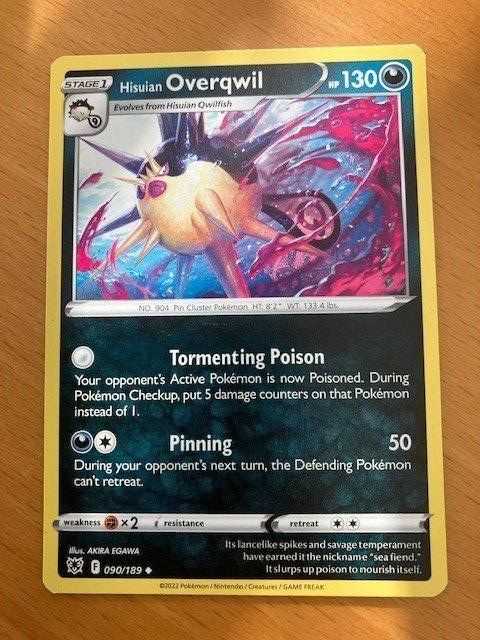 STAGE 1 Hisuian Overqwil HP 130
Evolves from Hisuian Qwilfish
NO. 904 Pin Cluster Pokémon HT: 8'2" WT: 133.4 lbs.
Tormenting Poison
Your opponent's Active Pokémon is now Poisoned. During
Pokémon Checkup, put 5 damage counters on that Pokémon
instead of 1.
Pinning 50
During your opponent's next turn, the Defending Pokémon
can't retreat.
weakness ×2 resistance retreat
Illus. AKIRA EGAWA
Its lancelike spikes and savage temperament
have earned it the nickname "sea fiend."
It slurps up poison to nourish itself.
F 090/189
©2022 Pokémon / Nintendo / Creatures / GAME FREAK